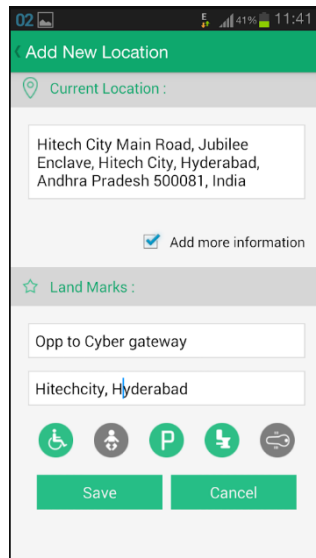 02 E 41% 11:41
Add New Location
Current Location :
Hitech City Main Road, Jubilee
Enclave, Hitech City, Hyderabad,
Andhra Pradesh 500081, India
Add more information
Land Marks :
Opp to Cyber gateway
Hitechcity, Hyderabad
P
Save Cancel